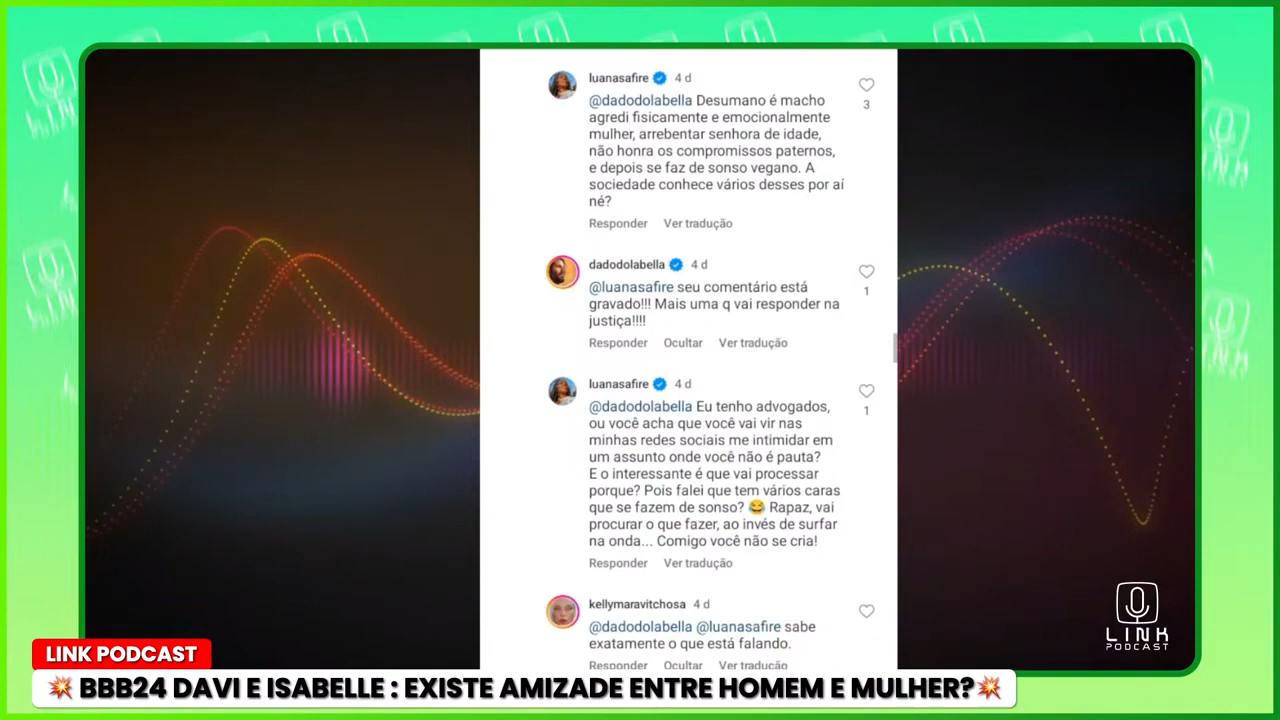 luanasafire 4 d
@dadodolabella Desumano é macho
agredi fisicamente e emocionalmente
mulher, arrebentar senhora de idade,
não honra os compromissos paternos,
e depois se faz de sonso vegano. A
sociedade conhece vários desses por aí
né?
3
Responder Ver tradução
dadodolabella 4 d
@luanasafire seu comentário está
gravado!!! Mais uma q vai responder na
justiça!!!!
1
Responder Ocultar Ver tradução
luanasafire 4 d
@dadodolabella Eu tenho advogados,
ou você acha que você vai vir nas
minhas redes sociais me intimidar em
um assunto onde você não é pauta?
E o interessante é que vai processar
porque? Pois falei que tem vários caras
que se fazem de sonso? 😂 Rapaz, vai
procurar o que fazer, ao invés de surfar
na onda... Comigo você não se cria!
1
Responder Ver tradução
kellymaravitchosa 4 d
@dadodolabella @luanasafire sabe
exatamente o que está falando.
Responder Ocultar Ver tradução
LINK
PODCAST
LINK PODCAST
💥 BBB24 DAVI E ISABELLE : EXISTE AMIZADE ENTRE HOMEM E MULHER?💥